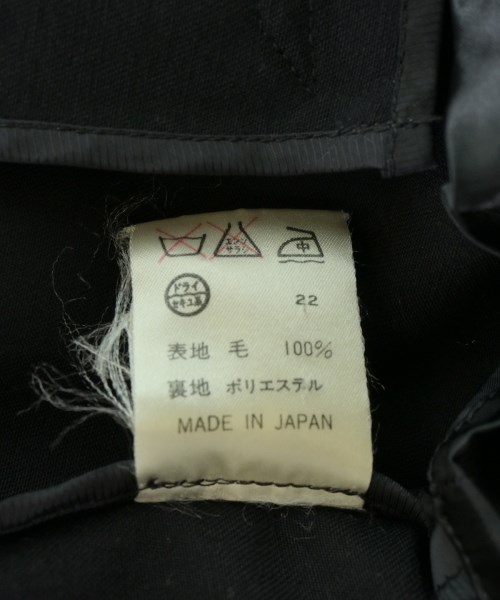 エンソ サラシ 中
ドライ
セキユ系 22
表地 毛 100%
裏地 ポリエステル
MADE IN JAPAN